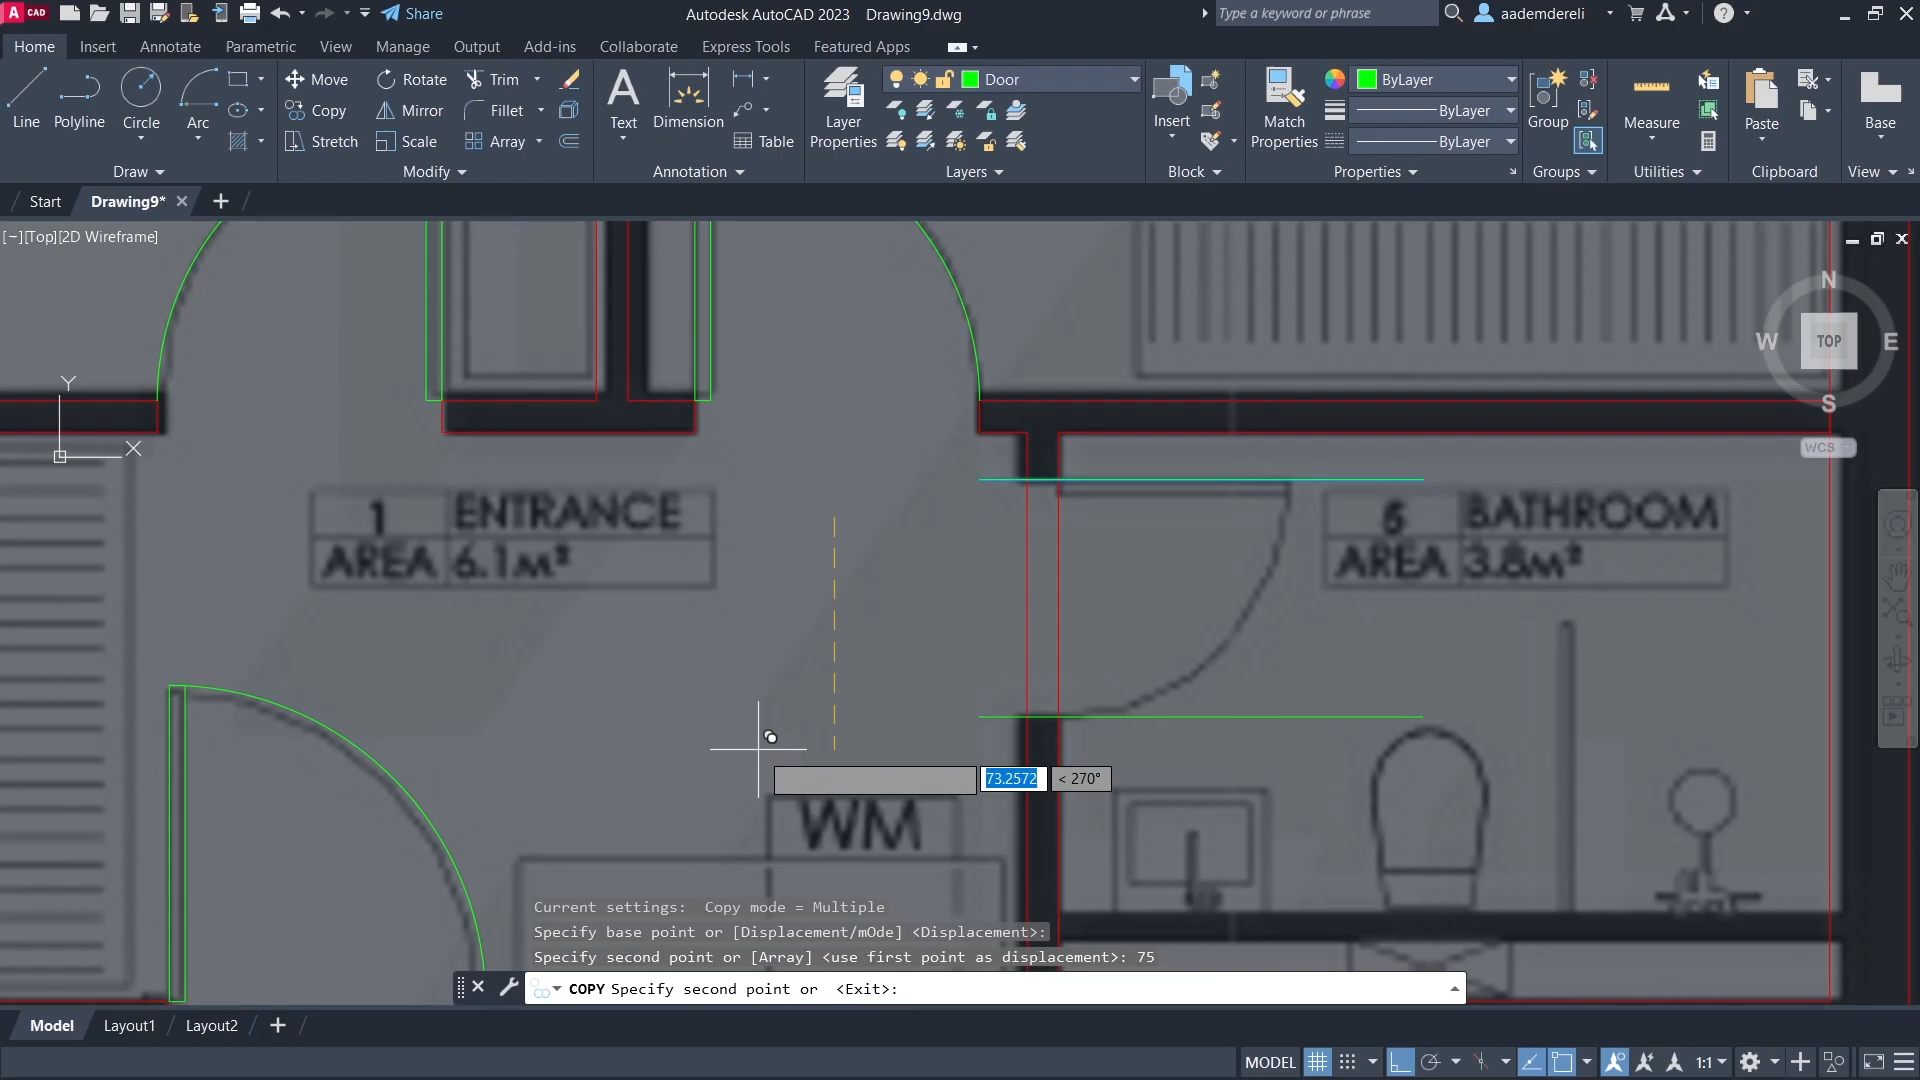 A CAD
Share
Autodesk AutoCAD 2023 Drawing9.dwg
Type a keyword or phrase
aademdereli
Home Insert Annotate Parametric View Manage Output Add-ins Collaborate Express Tools Featured Apps
Line Polyline Circle Arc
Move Rotate Trim
Copy Mirror Fillet
Stretch Scale Array
Text Dimension Table
Layer Properties
Door
Insert
Match Properties
ByLayer
ByLayer
ByLayer
Group
Measure
Paste
Base
Draw Modify Annotation Layers Block Properties Groups Utilities Clipboard View
Start Drawing9*
[−][Top][2D Wireframe]
N
W TOP E
S
WCS
Y
X
1 ENTRANCE
AREA 6.1м²
5 BATHROOM
AREA 3.8м²
73.2572 < 270°
WM
Current settings: Copy mode = Multiple
Specify base point or [Displacement/mOde] <Displacement>:
Specify second point or [Array] <use first point as displacement>: 75
COPY Specify second point or <Exit>:
Model Layout1 Layout2
MODEL 1:1